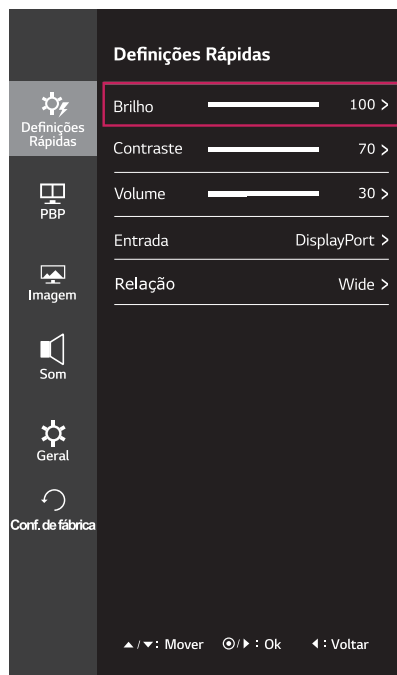 Definições Rápidas
Definições
Rápidas
PBP
Imagem
Som
Geral
Conf. de fábrica
Brilho 100 >
Contraste 70 >
Volume 30 >
Entrada DisplayPort >
Relação Wide >
▲/▼: Mover ⦿/▶ : Ok ◀ : Voltar